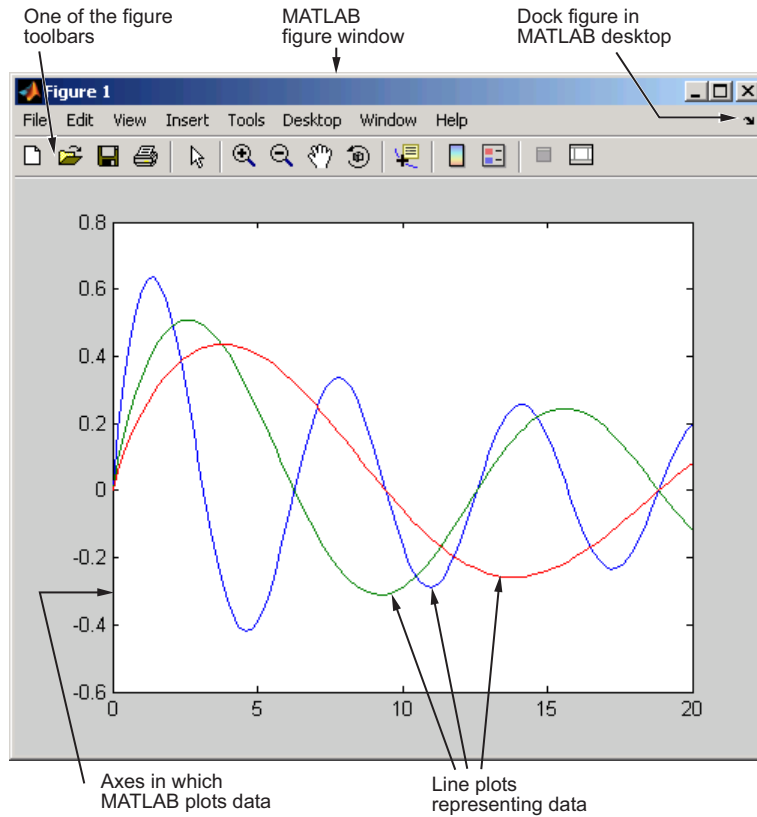 One of the figure
toolbars
MATLAB
figure window
Dock figure in
MATLAB desktop
Figure 1
File Edit View Insert Tools Desktop Window Help
0.8
0.6
0.4
0.2
0
-0.2
-0.4
-0.6
0 5 10 15 20
Axes in which
MATLAB plots data
Line plots
representing data